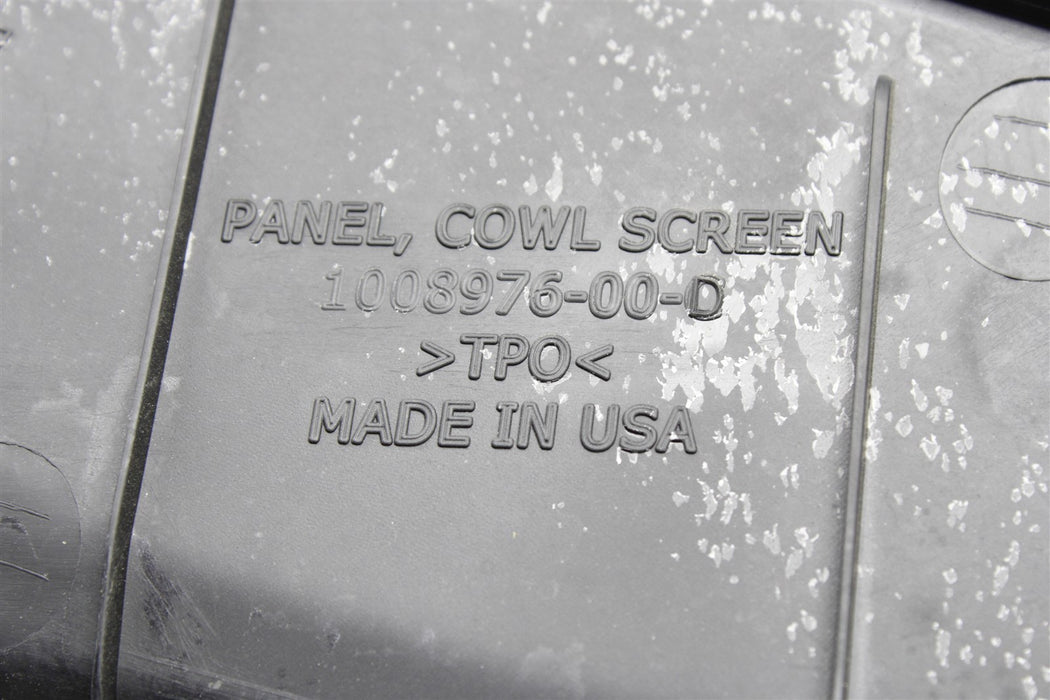 PANEL, COWL SCREEN
1008976-00-D
>TPO<
MADE IN USA